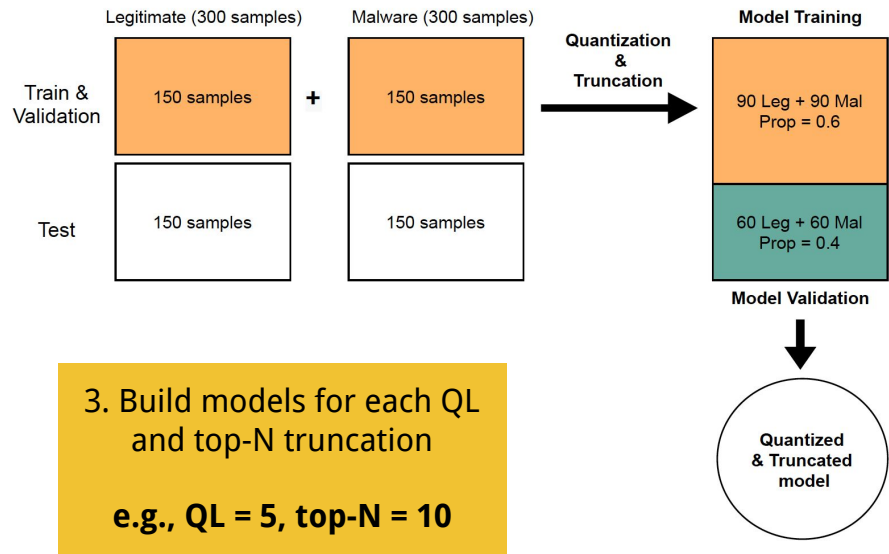 Legitimate (300 samples)
Malware (300 samples)
Model Training
Quantization
&
Truncation
Train &
Validation
150 samples
+
150 samples
90 Leg + 90 Mal
Prop = 0.6
Test
150 samples
150 samples
60 Leg + 60 Mal
Prop = 0.4
Model Validation
3. Build models for each QL
and top-N truncation
e.g., QL = 5, top-N = 10
Quantized
& Truncated
model